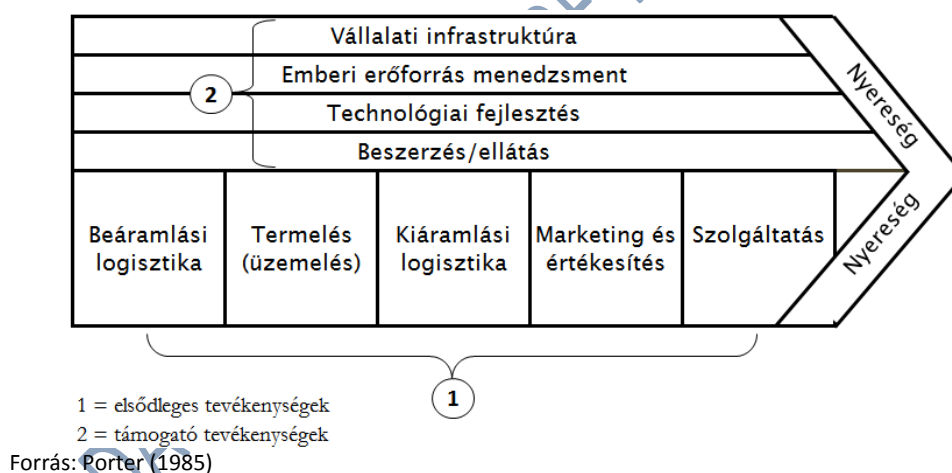 Vállalati infrastruktúra
Emberi erőforrás menedzsment
2
Technológiai fejlesztés
Beszerzés/ellátás
Nyereség
Beáramlási
logisztika
Termelés
(üzemelés)
Kiáramlási
logisztika
Marketing és
értékesítés
Szolgáltatás
Nyereség
1
1 = elsődleges tevékenységek
2 = támogató tevékenységek
Forrás: Porter (1985)